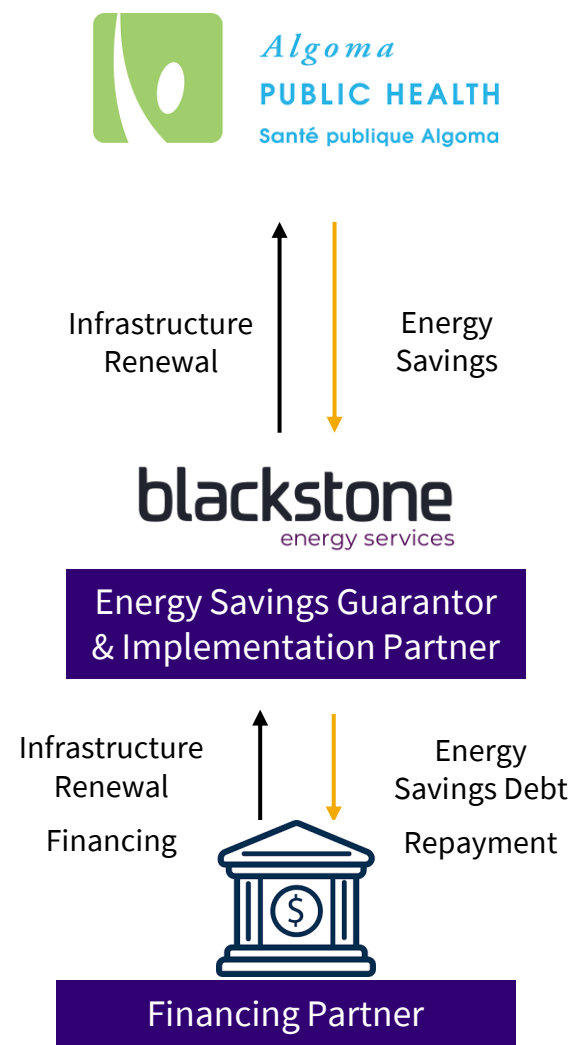 Algoma
PUBLIC HEALTH
Santé publique Algoma
Infrastructure
Renewal
Energy
Savings
blackstone
energy services
Energy Savings Guarantor
& Implementation Partner
Infrastructure
Renewal
Financing
Energy
Savings Debt
Repayment
$
Financing Partner